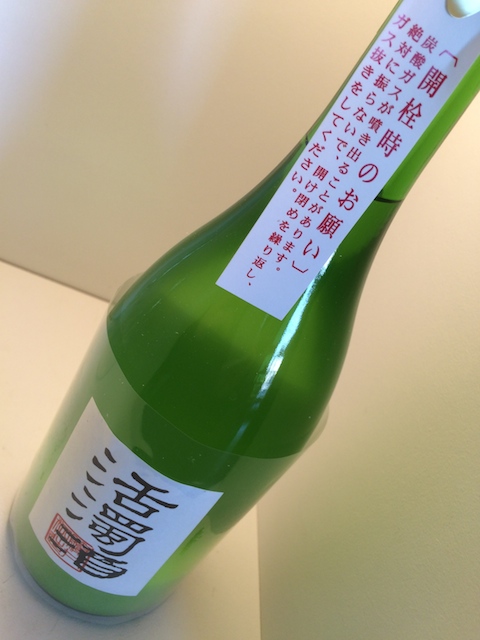 「開栓時のお願い」
炭酸ガスが噴き出ることがあります。
絶対に振らないで、開け閉めを繰り返し、
ガス抜きをしてください。